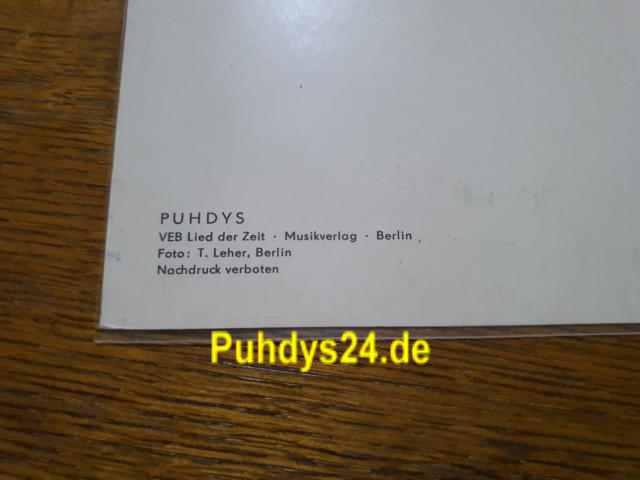 PUHDYS
VEB Lied der Zeit · Musikverlag · Berlin
Foto: T. Leher, Berlin
Nachdruck verboten
Puhdys24.de